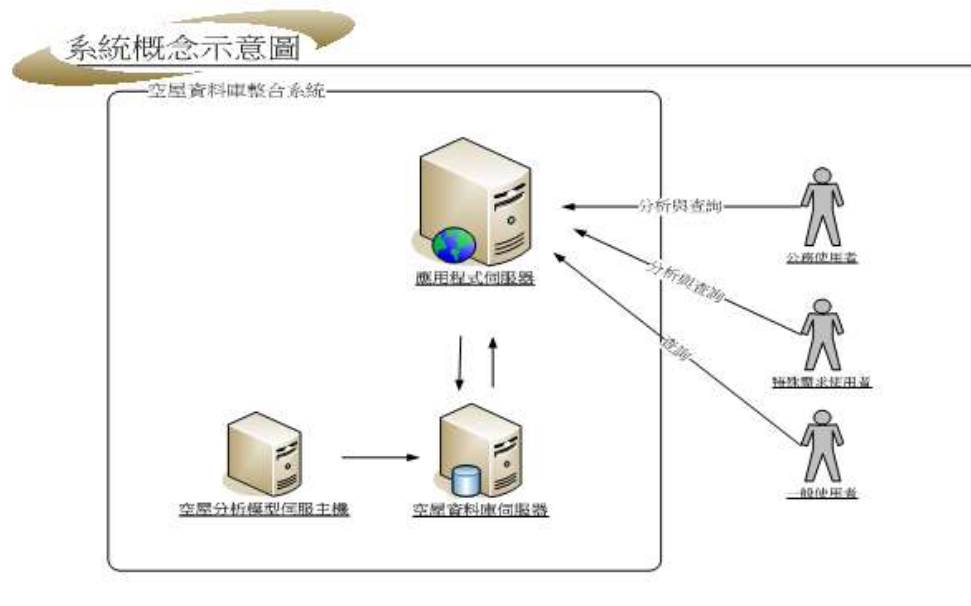 系統概念示意圖
空屋資料庫整合系統
分析與查詢
公務使用者
應用程式伺服器
分析與查詢
特殊需求使用者
查詢
一般使用者
空屋分析模型伺服主機
空屋資料庫伺服器